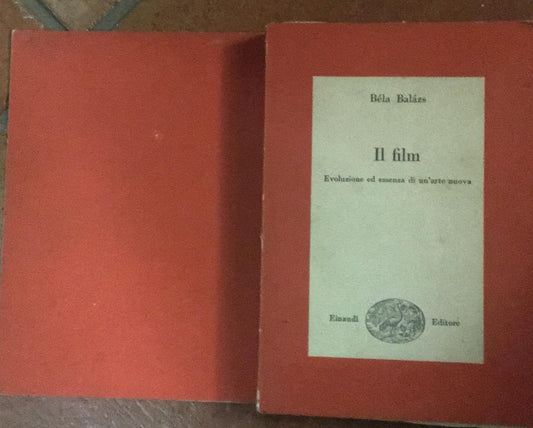 Béla Balázs
Il film
Evoluzione ed essenza di un'arte nuova
Einaudi Editore